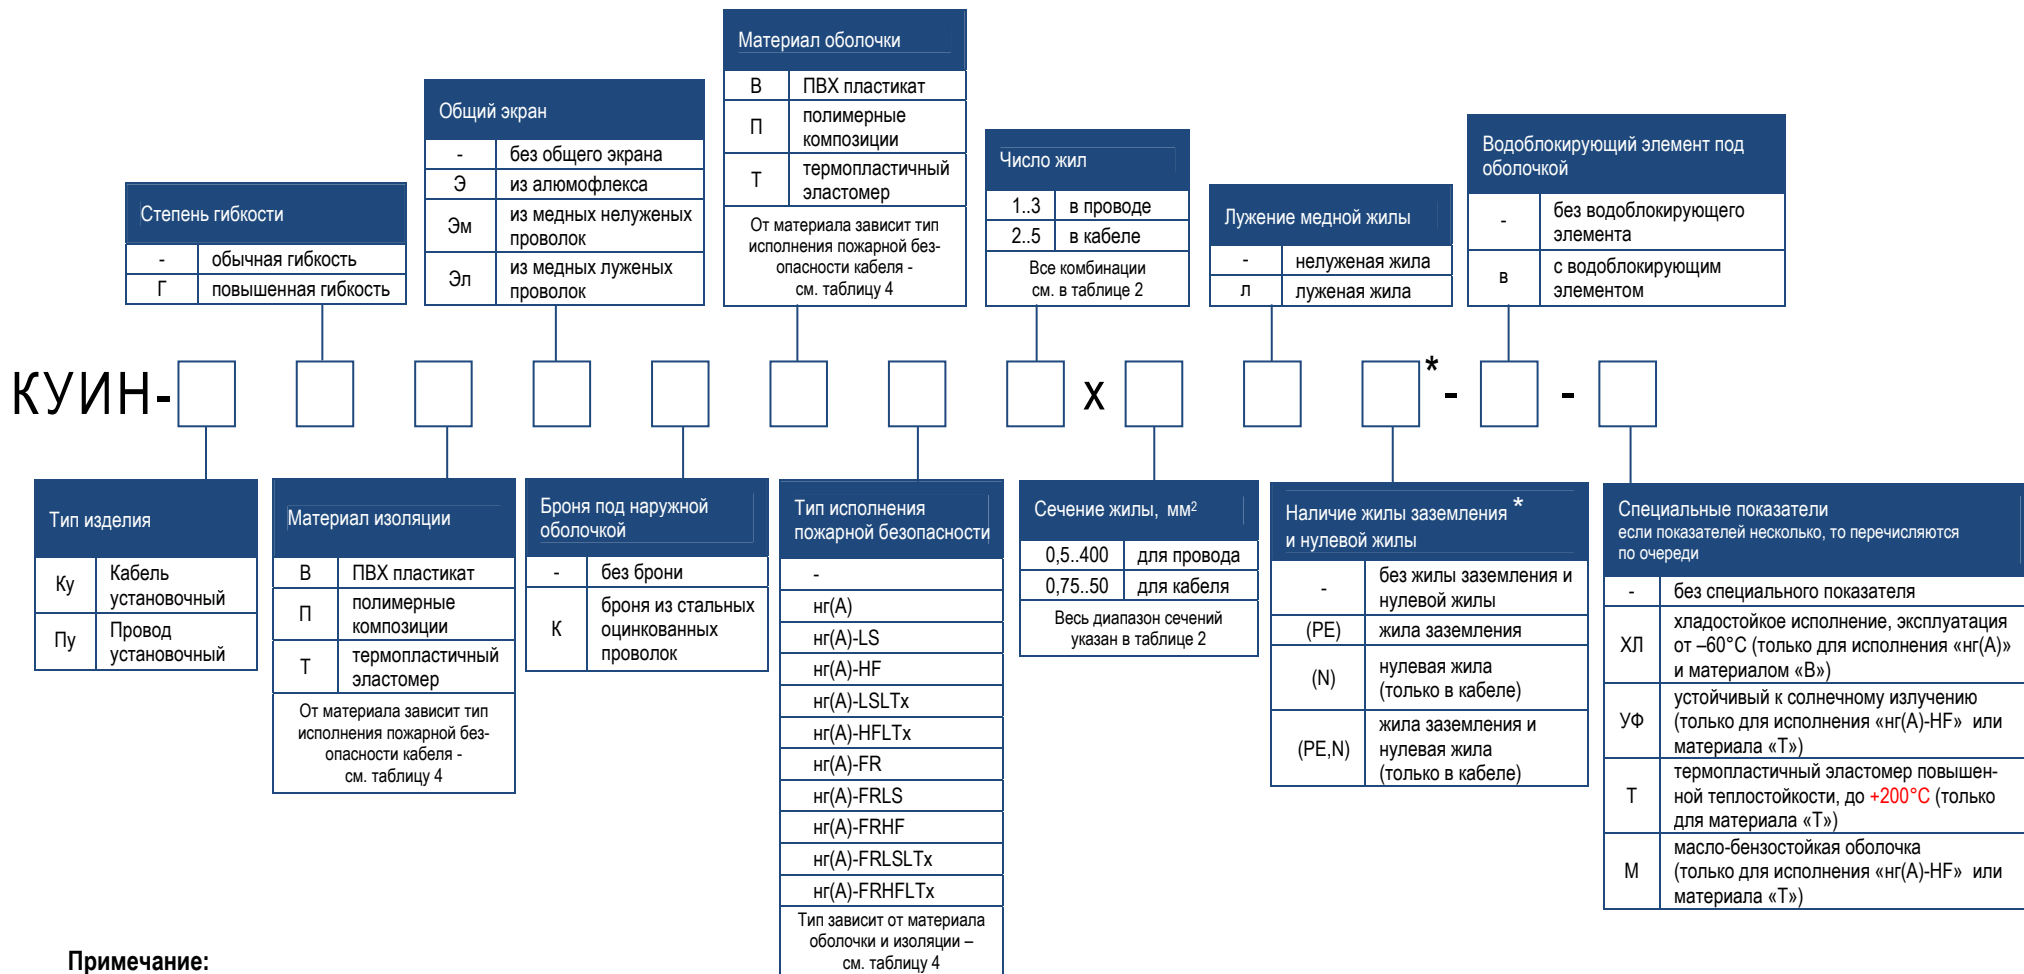 Материал оболочки
В ПВХ пластикат
П полимерные
композиции
Т термопластичный
эластомер
От материала зависит тип
исполнения пожарной без-
опасности кабеля -
см. таблицу 4
Общий экран
- без общего экрана
Э из алюмофлекса
Эм из медных нелуженых
проволок
Эл из медных луженых
проволок
Степень гибкости
- обычная гибкость
Г повышенная гибкость
Число жил
1..3 в проводе
2..5 в кабеле
Все комбинации
см. в таблице 2
Лужение медной жилы
- нелуженая жила
л луженая жила
Водоблокирующий элемент под
оболочкой
- без водоблокирующего
элемента
в с водоблокирующим
элементом
КУИН- х * - -
Тип изделия
Ку Кабель
установочный
Пу Провод
установочный
Материал изоляции
В ПВХ пластикат
П полимерные
композиции
Т термопластичный
эластомер
От материала зависит тип
исполнения пожарной без-
опасности кабеля -
см. таблицу 4
Броня под наружной
оболочкой
- без брони
К броня из стальных
оцинкованных
проволок
Тип исполнения
пожарной безопасности
-
нг(А)
нг(А)-LS
нг(А)-HF
нг(А)-LSLTx
нг(А)-HFLTx
нг(А)-FR
нг(А)-FRLS
нг(А)-FRHF
нг(А)-FRLSLTx
нг(А)-FRHFLTx
Тип зависит от материала
оболочки и изоляции –
см. таблицу 4
Сечение жилы, мм²
0,5..400 для провода
0,75..50 для кабеля
Весь диапазон сечений
указан в таблице 2
Наличие жилы заземления *
и нулевой жилы
- без жилы заземления и
нулевой жилы
(PE) жила заземления
(N) нулевая жила
(только в кабеле)
(PE,N) жила заземления и
нулевая жила
(только в кабеле)
Специальные показатели
если показателей несколько, то перечисляются
по очереди
- без специального показателя
ХЛ хладостойкое исполнение, эксплуатация
от –60°С (только для исполнения «нг(А)»
и материалом «В»)
УФ устойчивый к солнечному излучению
(только для исполнения «нг(А)-HF» или
материала «Т»)
Т термопластичный эластомер повышен-
ной теплостойкости, до +200°С (только
для материала «Т»)
М масло-бензостойкая оболочка
(только для исполнения «нг(А)-HF» или
материала «Т»)
Примечание: